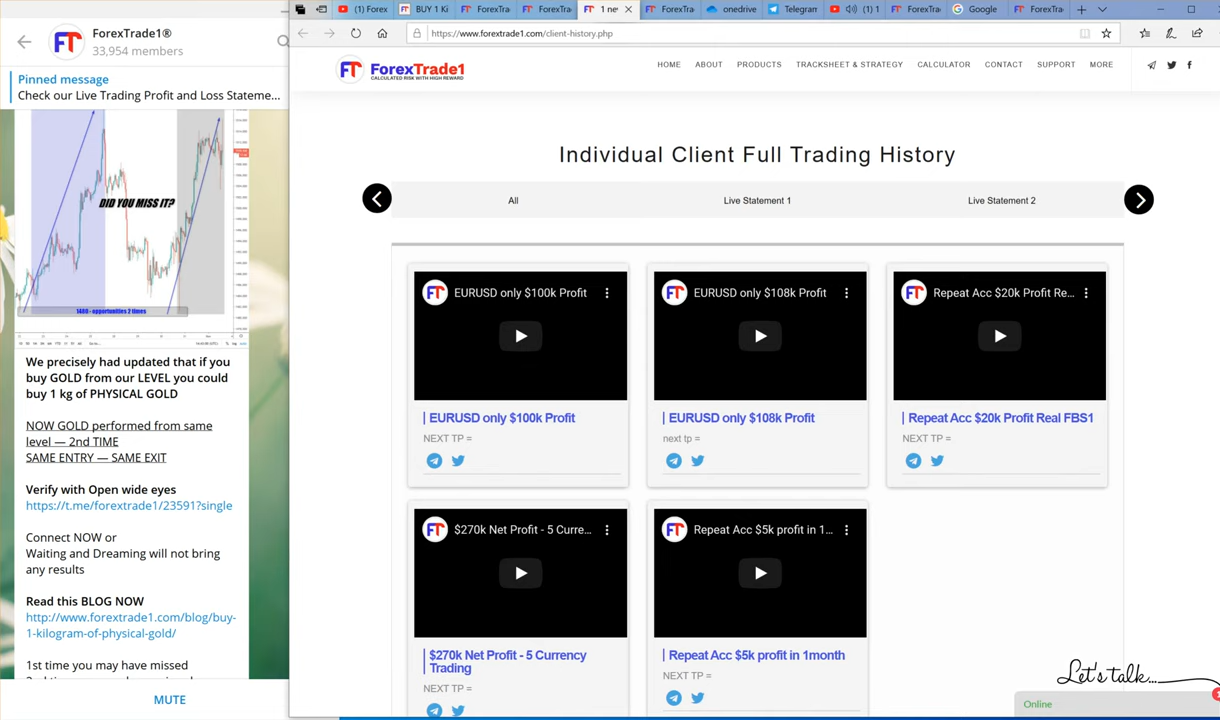 ForexTrade1®
33,954 members
Pinned message
Check our Live Trading Profit and Loss Stateme...
DID YOU MISS IT?
1480 - opportunities 2 times
We precisely had updated that if you
buy GOLD from our LEVEL you could
buy 1 kg of PHYSICAL GOLD
NOW GOLD performed from same
level — 2nd TIME
SAME ENTRY — SAME EXIT
Verify with Open wide eyes
https://t.me/forextrade1/23591?single
Connect NOW or
Waiting and Dreaming will not bring
any results
Read this BLOG NOW
http://www.forextrade1.com/blog/buy-
1-kilogram-of-physical-gold/
1st time you may have missed
MUTE
(1) Forex
BUY 1 Ki
ForexTra
ForexTra
1 ne
ForexTra
onedrive
Telegram
(1) 1
ForexTra
Google
ForexTra
https://www.forextrade1.com/client-history.php
FT ForexTrade1
CALCULATED RISK WITH HIGH REWARD
HOME ABOUT PRODUCTS TRACKSHEET & STRATEGY CALCULATOR CONTACT SUPPORT MORE
Individual Client Full Trading History
All Live Statement 1 Live Statement 2
EURUSD only $100k Profit
EURUSD only $108k Profit
Repeat Acc $20k Profit Re...
EURUSD only $100k Profit
NEXT TP =
EURUSD only $108k Profit
next tp =
Repeat Acc $20k Profit Real FBS1
NEXT TP =
$270k Net Profit - 5 Curre...
Repeat Acc $5k profit in 1...
$270k Net Profit - 5 Currency
Trading
NEXT TP =
Repeat Acc $5k profit in 1month
NEXT TP =
Let's talk...
Online